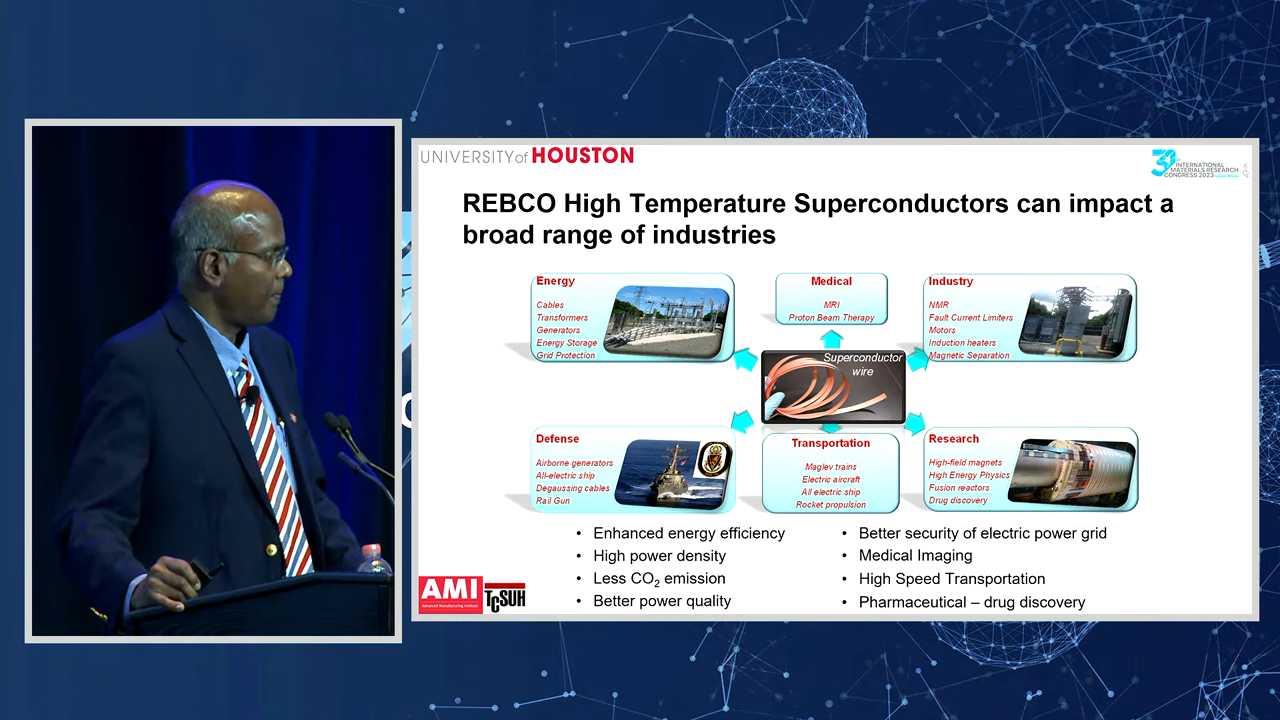 UNIVERSITY of HOUSTON
INTERNATIONAL
MATERIALS RESEARCH
CONGRESS 2023
REBCO High Temperature Superconductors can impact a
broad range of industries
Energy
Cables
Transformers
Generators
Energy Storage
Grid Protection
Medical
MRI
Proton Beam Therapy
Industry
NMR
Fault Current Limiters
Motors
Induction heaters
Magnetic Separation
Superconductor
wire
Defense
Airborne generators
All-electric ship
Degaussing cables
Rail Gun
Transportation
Maglev trains
Electric aircraft
All electric ship
Rocket propulsion
Research
High-field magnets
High Energy Physics
Fusion reactors
Drug discovery
• Enhanced energy efficiency
• High power density
• Less CO2 emission
• Better power quality
• Better security of electric power grid
• Medical Imaging
• High Speed Transportation
• Pharmaceutical – drug discovery
AMI
Advanced Manufacturing Institute
TCSUH